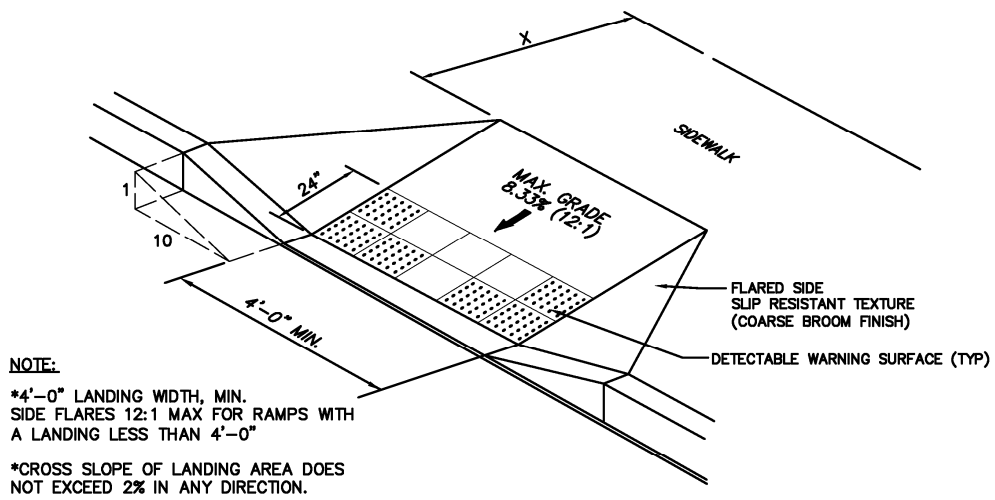 X
SIDEWALK
24"
MAX. GRADE
8.33% (12:1)
1
10
4'-0" MIN.
FLARED SIDE
SLIP RESISTANT TEXTURE
(COARSE BROOM FINISH)
DETECTABLE WARNING SURFACE (TYP)
NOTE:
*4'-0" LANDING WIDTH, MIN.
SIDE FLARES 12:1 MAX FOR RAMPS WITH
A LANDING LESS THAN 4'-0"
*CROSS SLOPE OF LANDING AREA DOES
NOT EXCEED 2% IN ANY DIRECTION.